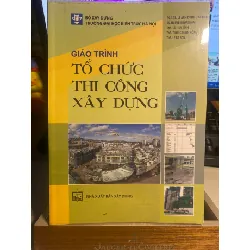 BỘ XÂY DỰNG
TRƯỜNG ĐẠI HỌC KIẾN TRÚC HÀ NỘI
GIÁO TRÌNH
TỔ CHỨC
THI CÔNG
XÂY DỰNG
NHÀ XUẤT BẢN XÂY DỰNG